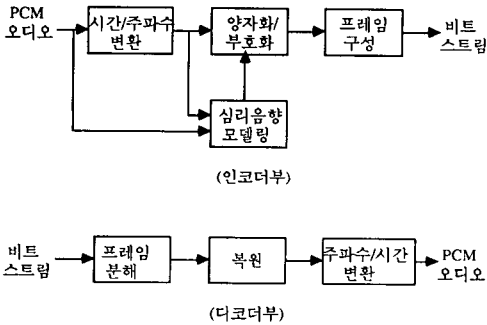 PCM
오디오
시간/주파수
변환
양자화/
부호화
프레임
구성
비트
스트림
심리음향
모델링
(인코더부)
비트
스트림
프레임
분해
복원
주파수/시간
변환
PCM
오디오
(디코더부)